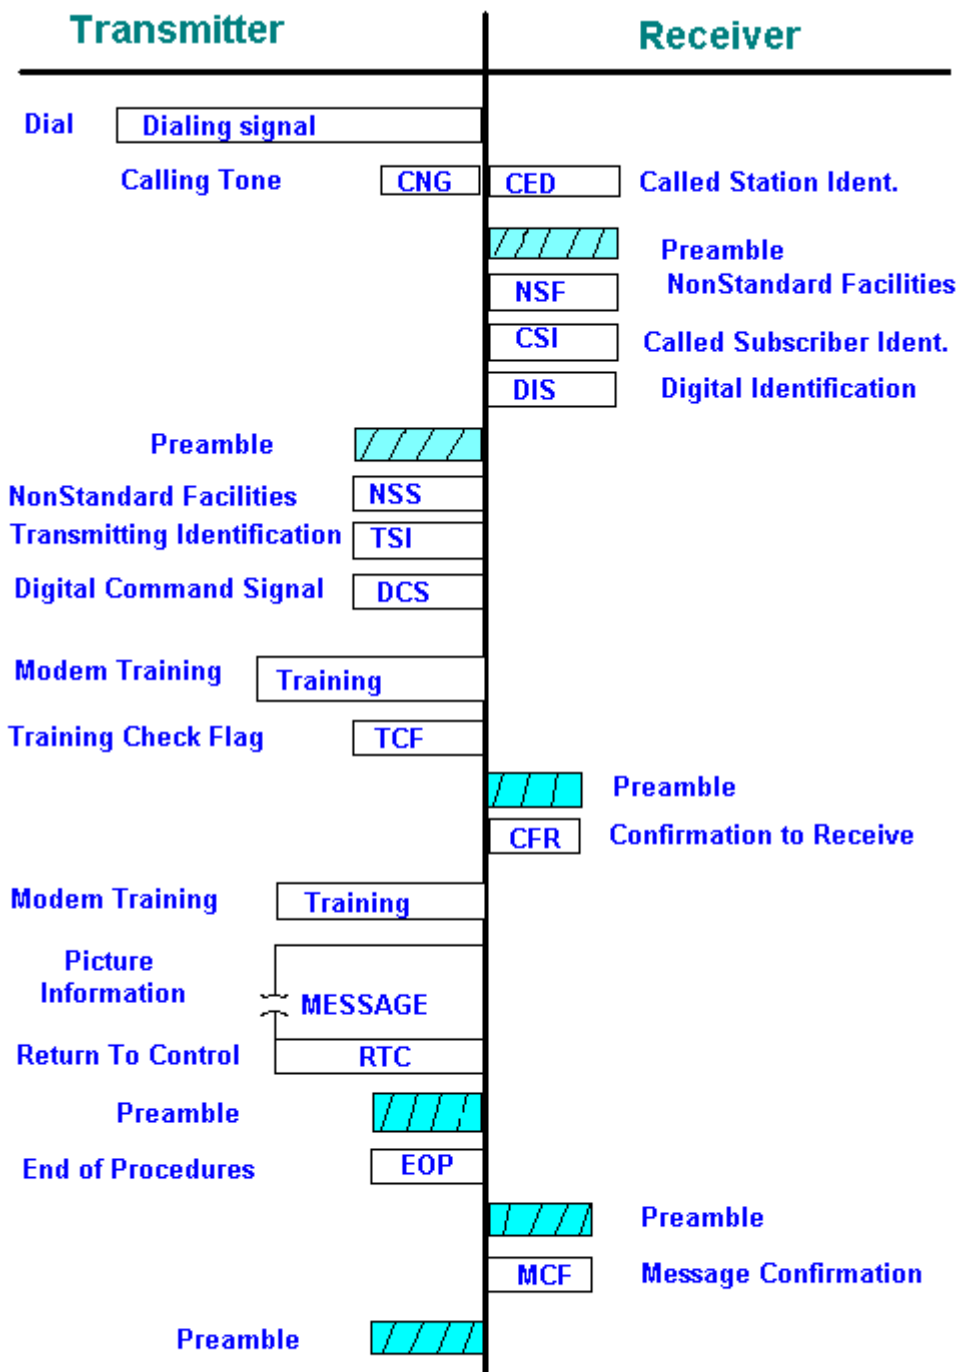 Transmitter
Receiver
Dial
Dialing signal
Calling Tone
CNG
CED
Called Station Ident.
Preamble
NSF
NonStandard Facilities
CSI
Called Subscriber Ident.
DIS
Digital Identification
Preamble
NonStandard Facilities
NSS
Transmitting Identification
TSI
Digital Command Signal
DCS
Modem Training
Training
Training Check Flag
TCF
Preamble
CFR
Confirmation to Receive
Modem Training
Training
Picture
Information
MESSAGE
Return To Control
RTC
Preamble
End of Procedures
EOP
Preamble
MCF
Message Confirmation
Preamble